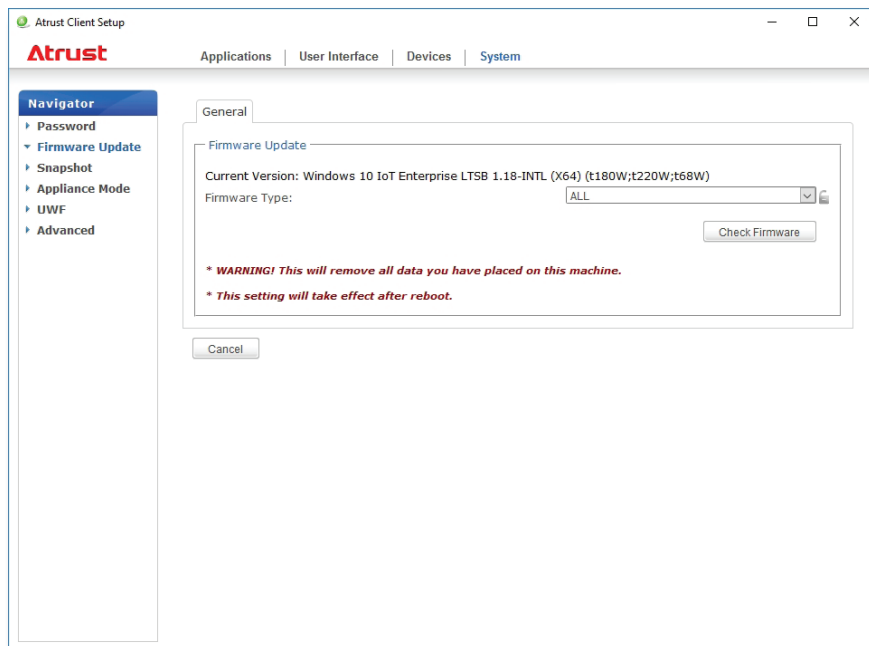 Atrust Client Setup
Atrust
Applications User Interface Devices System
Navigator
Password
Firmware Update
Snapshot
Appliance Mode
UWF
Advanced
General
Firmware Update
Current Version: Windows 10 IoT Enterprise LTSB 1.18-INTL (X64) (t180W;t220W;t68W)
Firmware Type: ALL
Check Firmware
* WARNING! This will remove all data you have placed on this machine.
* This setting will take effect after reboot.
Cancel